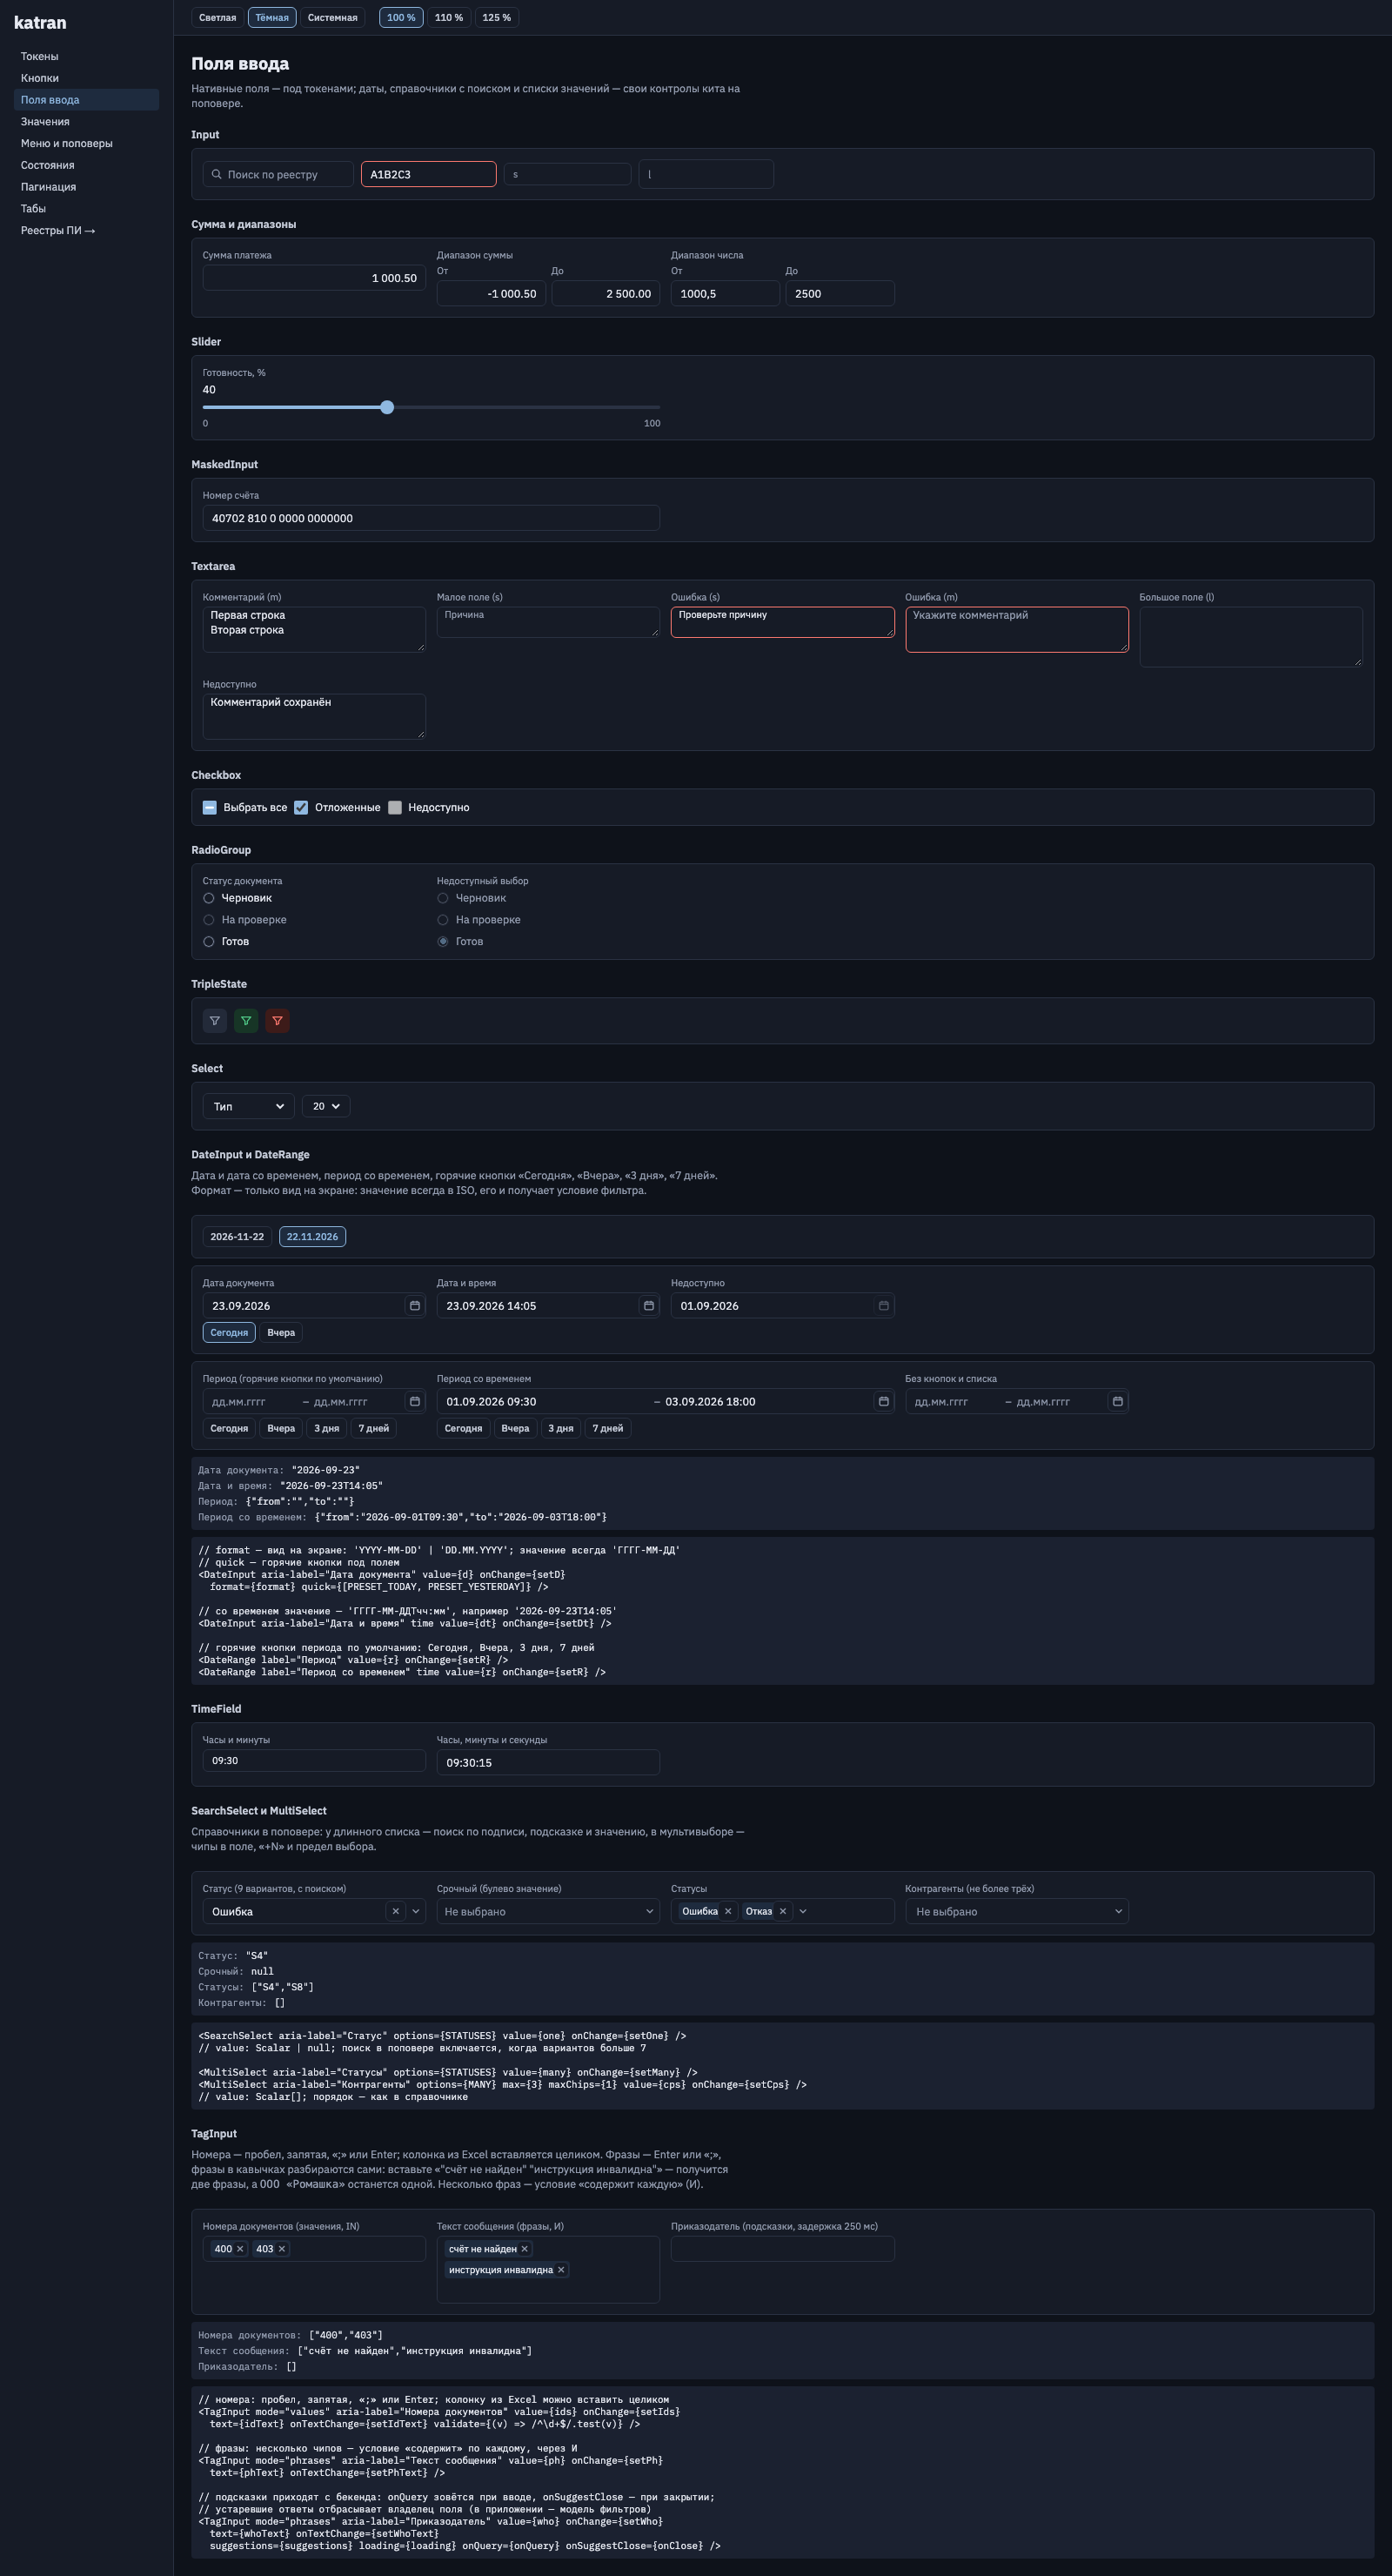 katran
Токены
Кнопки
Поля ввода
Значения
Меню и поповеры
Состояния
Пагинация
Табы
Реестры ПИ →
Светлая Тёмная Системная 100 % 110 % 125 %
Поля ввода
Нативные поля — под токенами; даты, справочники с поиском и списки значений — свои контролы кита на
поповере.
Input
Поиск по реестру A1B2C3 s l
Сумма и диапазоны
Сумма платежа Диапазон суммы Диапазон числа
От До От До
1 000.50 -1 000.50 2 500.00 1000,5 2500
Slider
Готовность, %
40
0 100
MaskedInput
Номер счёта
40702 810 0 0000 0000000
Textarea
Комментарий (m) Малое поле (s) Ошибка (s) Ошибка (m) Большое поле (l)
Первая строка Причина Проверьте причину Укажите комментарий
Вторая строка
Недоступно
Комментарий сохранён
Checkbox
Выбрать все Отложенные Недоступно
RadioGroup
Статус документа Недоступный выбор
Черновик Черновик
На проверке На проверке
Готов Готов
TripleState
Select
Тип 20
DateInput и DateRange
Дата и дата со временем, период со временем, горячие кнопки «Сегодня», «Вчера», «3 дня», «7 дней».
Формат — только вид на экране: значение всегда в ISO, его и получает условие фильтра.
2026-11-22 22.11.2026
Дата документа Дата и время Недоступно
23.09.2026 23.09.2026 14:05 01.09.2026
Сегодня Вчера
Период (горячие кнопки по умолчанию) Период со временем Без кнопок и списка
дд.мм.гггг – дд.мм.гггг 01.09.2026 09:30 – 03.09.2026 18:00 дд.мм.гггг – дд.мм.гггг
Сегодня Вчера 3 дня 7 дней Сегодня Вчера 3 дня 7 дней
Дата документа: "2026-09-23"
Дата и время: "2026-09-23T14:05"
Период: {"from":"","to":""}
Период со временем: {"from":"2026-09-01T09:30","to":"2026-09-03T18:00"}
// format — вид на экране: 'YYYY-MM-DD' | 'DD.MM.YYYY'; значение всегда 'ГГГГ-ММ-ДД'
// quick — горячие кнопки под полем
<DateInput aria-label="Дата документа" value={d} onChange={setD}
  format={format} quick={[PRESET_TODAY, PRESET_YESTERDAY]} />
// со временем значение — 'ГГГГ-ММ-ДДTчч:мм', например '2026-09-23T14:05'
<DateInput aria-label="Дата и время" time value={dt} onChange={setDt} />
// горячие кнопки периода по умолчанию: Сегодня, Вчера, 3 дня, 7 дней
<DateRange label="Период" value={r} onChange={setR} />
<DateRange label="Период со временем" time value={r} onChange={setR} />
TimeField
Часы и минуты Часы, минуты и секунды
09:30 09:30:15
SearchSelect и MultiSelect
Справочники в поповере: у длинного списка — поиск по подписи, подсказке и значению, в мультивыборе —
чипы в поле, «+N» и предел выбора.
Статус (9 вариантов, с поиском) Срочный (булево значение) Статусы Контрагенты (не более трёх)
Ошибка Не выбрано Ошибка Отказ Не выбрано
Статус: "S4"
Срочный: null
Статусы: ["S4","S8"]
Контрагенты: []
<SearchSelect aria-label="Статус" options={STATUSES} value={one} onChange={setOne} />
// value: Scalar | null; поиск в поповере включается, когда вариантов больше 7
<MultiSelect aria-label="Статусы" options={STATUSES} value={many} onChange={setMany} />
<MultiSelect aria-label="Контрагенты" options={MANY} max={3} maxChips={1} value={cps} onChange={setCps} />
// value: Scalar[]; порядок — как в справочнике
TagInput
Номера — пробел, запятая, «;» или Enter; колонка из Excel вставляется целиком. Фразы — Enter или «;»,
фразы в кавычках разбираются сами: вставьте «"счёт не найден" "инструкция инвалидна"» — получится
две фразы, а ООО «Ромашка» останется одной. Несколько фраз — условие «содержит каждую» (И).
Номера документов (значения, IN) Текст сообщения (фразы, И) Приказодатель (подсказки, задержка 250 мс)
400 403 счёт не найден
инструкция инвалидна
Номера документов: ["400","403"]
Текст сообщения: ["счёт не найден","инструкция инвалидна"]
Приказодатель: []
// номера: пробел, запятая, «;» или Enter; колонку из Excel можно вставить целиком
<TagInput mode="values" aria-label="Номера документов" value={ids} onChange={setIds}
  text={idText} onTextChange={setIdText} validate={(v) => /^\d+$/.test(v)} />
// фразы: несколько чипов — условие «содержит» по каждому, через И
<TagInput mode="phrases" aria-label="Текст сообщения" value={ph} onChange={setPh}
  text={phText} onTextChange={setPhText} />
// подсказки приходят с бекенда: onQuery зовётся при вводе, onSuggestClose — при закрытии;
// устаревшие ответы отбрасывает владелец поля (в приложении — модель фильтров)
<TagInput mode="phrases" aria-label="Приказодатель" value={who} onChange={setWho}
  text={whoText} onTextChange={setWhoText}
  suggestions={suggestions} loading={loading} onQuery={onQuery} onSuggestClose={onClose} />